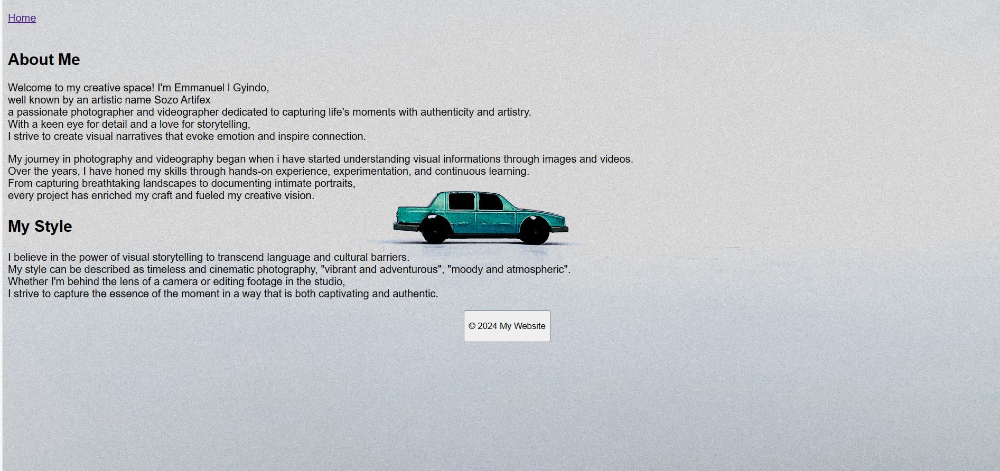 Home
About Me
Welcome to my creative space! I'm Emmanuel I Gyindo,
well known by an artistic name Sozo Artifex
a passionate photographer and videographer dedicated to capturing life's moments with authenticity and artistry.
With a keen eye for detail and a love for storytelling,
I strive to create visual narratives that evoke emotion and inspire connection.
My journey in photography and videography began when i have started understanding visual informations through images and videos.
Over the years, I have honed my skills through hands-on experience, experimentation, and continuous learning.
From capturing breathtaking landscapes to documenting intimate portraits,
every project has enriched my craft and fueled my creative vision.
My Style
I believe in the power of visual storytelling to transcend language and cultural barriers.
My style can be described as timeless and cinematic photography, "vibrant and adventurous", "moody and atmospheric".
Whether I'm behind the lens of a camera or editing footage in the studio,
I strive to capture the essence of the moment in a way that is both captivating and authentic.
© 2024 My Website